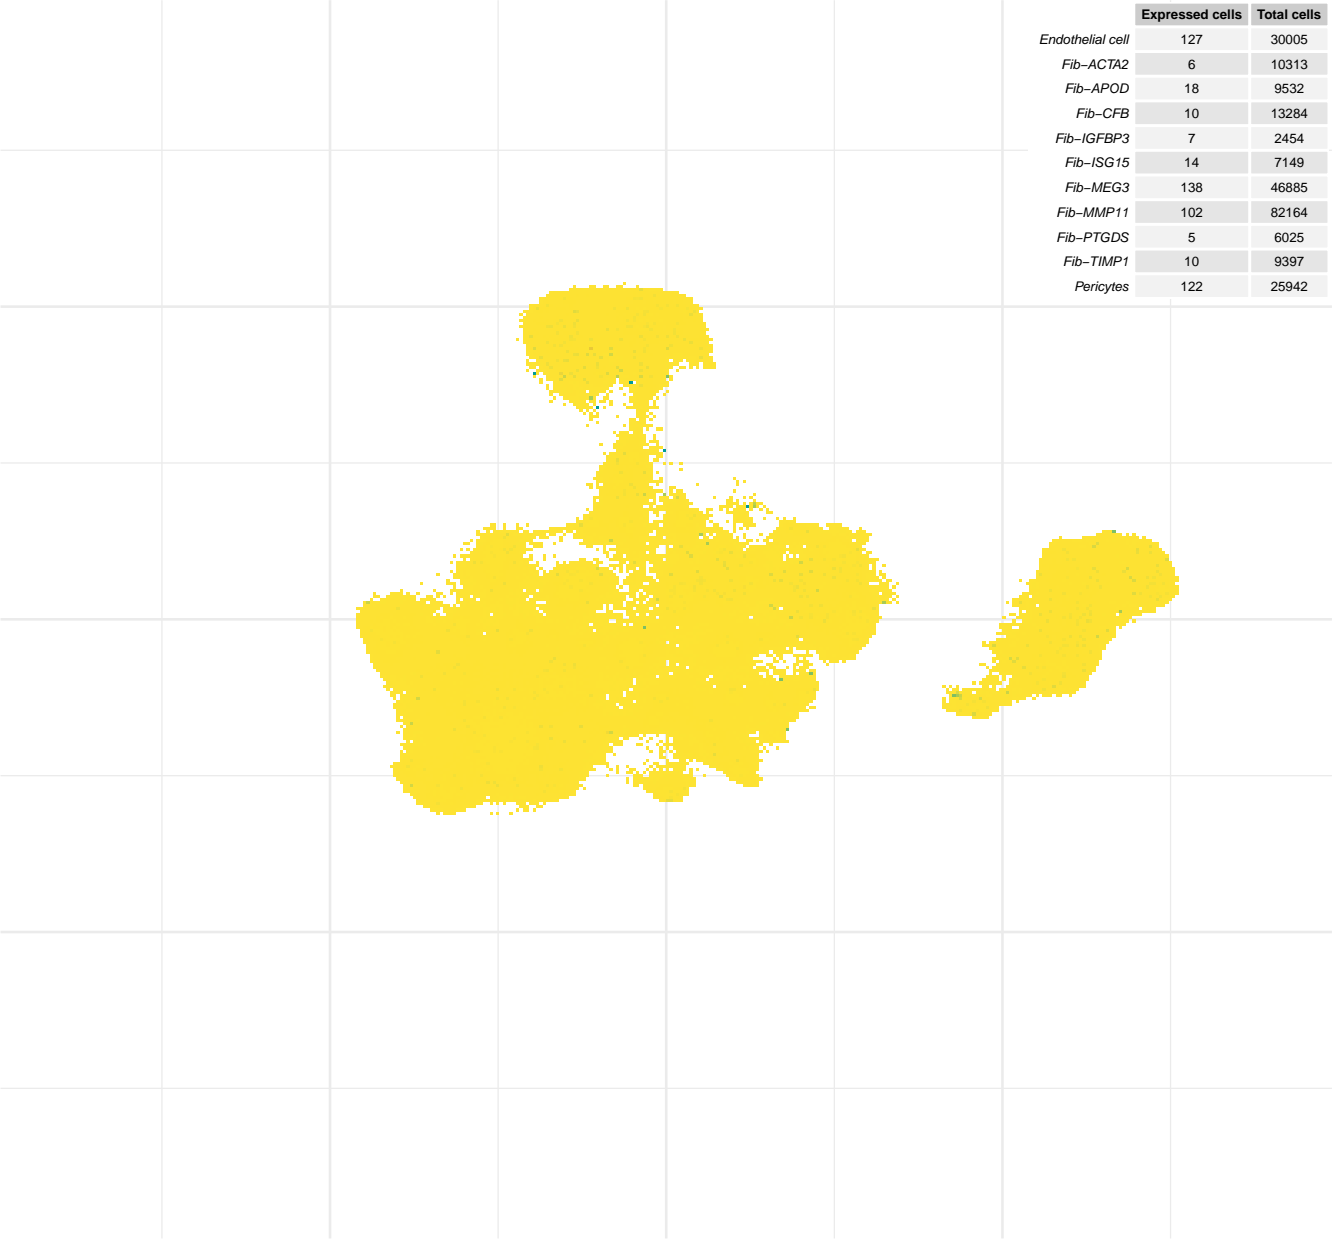 Expressed cells Total cells
Endothelial cell 127 30005
Fib−ACTA2 6 10313
Fib−APOD 18 9532
Fib−CFB 10 13284
Fib−IGFBP3 7 2454
Fib−ISG15 14 7149
Fib−MEG3 138 46885
Fib−MMP11 102 82164
Fib−PTGDS 5 6025
Fib−TIMP1 10 9397
Pericytes 122 25942